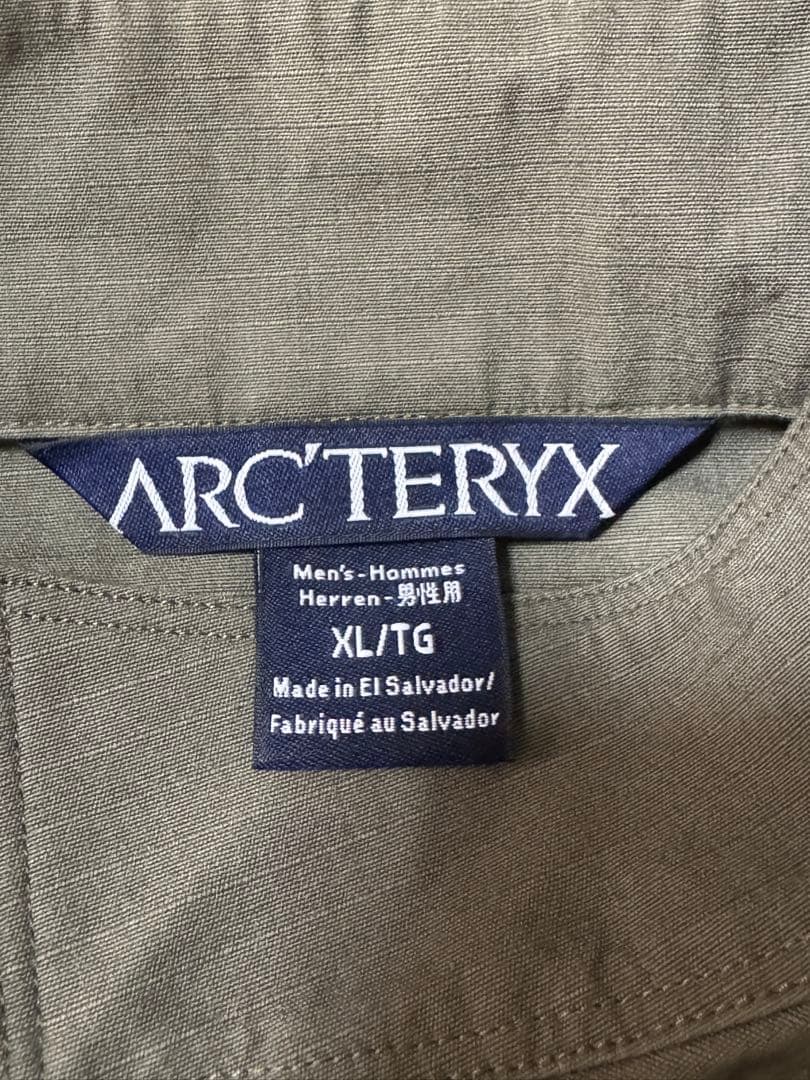 ARC'TERYX
Men's-Hommes
Herren-男性用
XL/TG
Made in El Salvador/
Fabriqué au Salvador